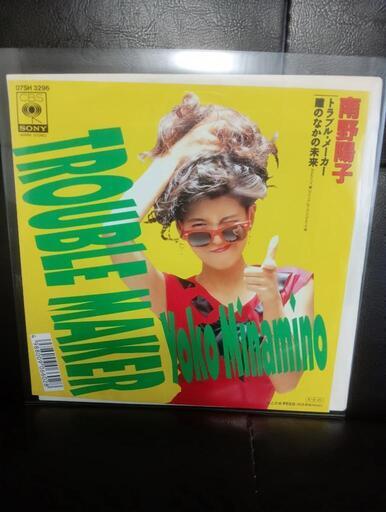 07SH 3296
CBS
SONY
南野陽子
トラブル・メーカー
瞳のなかの未来
TROUBLE MAKER
Yoko Minamino